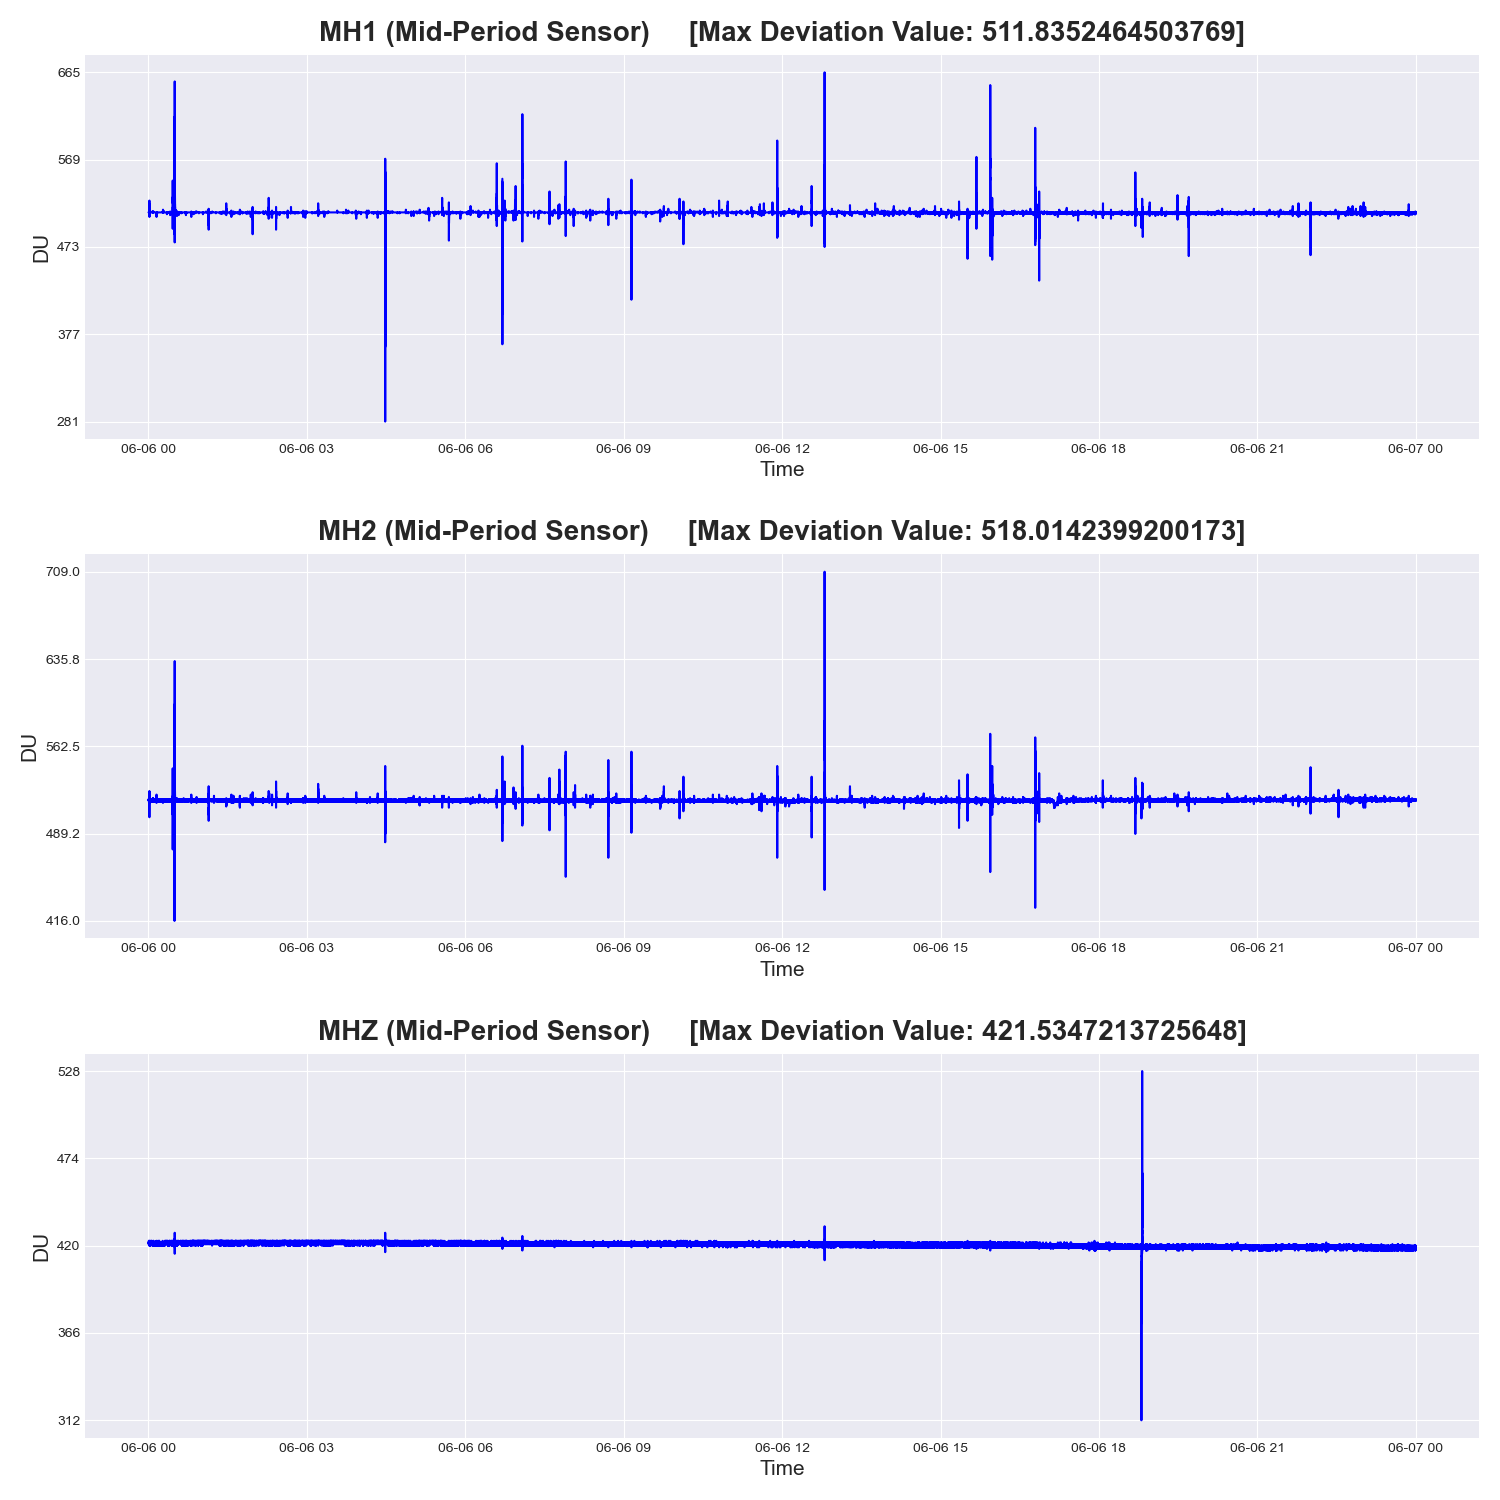 MH1 (Mid-Period Sensor) [Max Deviation Value: 511.8352464503769]
665
569
473
377
281
DU
06-06 00 06-06 03 06-06 06 06-06 09 06-06 12 06-06 15 06-06 18 06-06 21 06-07 00
Time
MH2 (Mid-Period Sensor) [Max Deviation Value: 518.0142399200173]
709.0
635.8
562.5
489.2
416.0
DU
06-06 00 06-06 03 06-06 06 06-06 09 06-06 12 06-06 15 06-06 18 06-06 21 06-07 00
Time
MHZ (Mid-Period Sensor) [Max Deviation Value: 421.5347213725648]
528
474
420
366
312
DU
06-06 00 06-06 03 06-06 06 06-06 09 06-06 12 06-06 15 06-06 18 06-06 21 06-07 00
Time